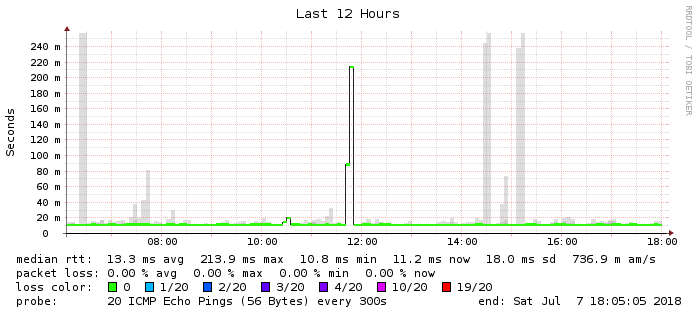 Last 12 Hours
RRDTOOL / TOBI OETIKER
Seconds
240 m
220 m
200 m
180 m
160 m
140 m
120 m
100 m
80 m
60 m
40 m
20 m
0
08:00 10:00 12:00 14:00 16:00 18:00
median rtt: 13.3 ms avg 213.9 ms max 10.8 ms min 11.2 ms now 18.0 ms sd 736.9 m am/s
packet loss: 0.00 % avg 0.00 % max 0.00 % min 0.00 % now
loss color: 0 1/20 2/20 3/20 4/20 10/20 19/20
probe: 20 ICMP Echo Pings (56 Bytes) every 300s end: Sat Jul 7 18:05:05 2018